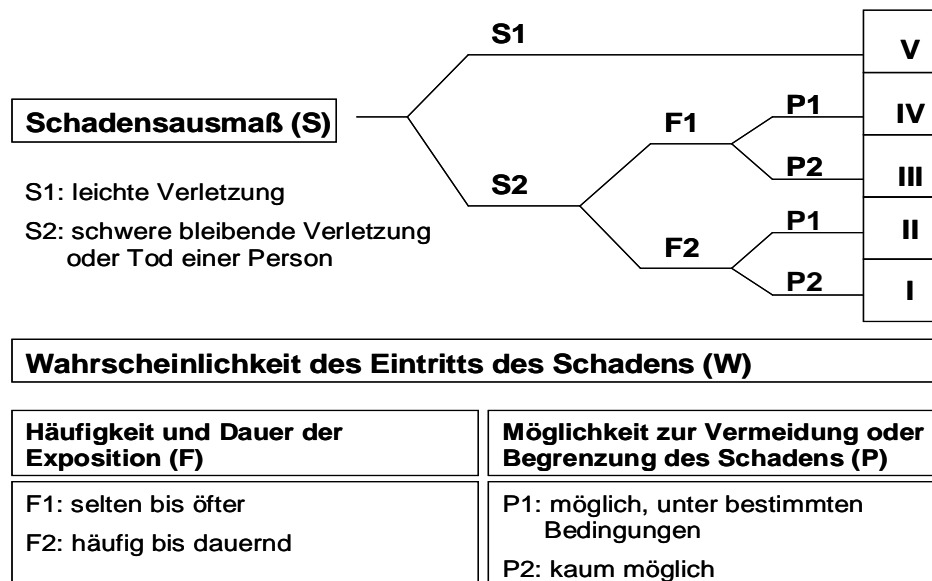 S1
V
Schadensausmaß (S)
F1
P1
IV
S1: leichte Verletzung
S2
P2
III
S2: schwere bleibende Verletzung
oder Tod einer Person
F2
P1
II
P2
I
Wahrscheinlichkeit des Eintritts des Schadens (W)
Häufigkeit und Dauer der
Exposition (F)
F1: selten bis öfter
F2: häufig bis dauernd
Möglichkeit zur Vermeidung oder
Begrenzung des Schadens (P)
P1: möglich, unter bestimmten
Bedingungen
P2: kaum möglich